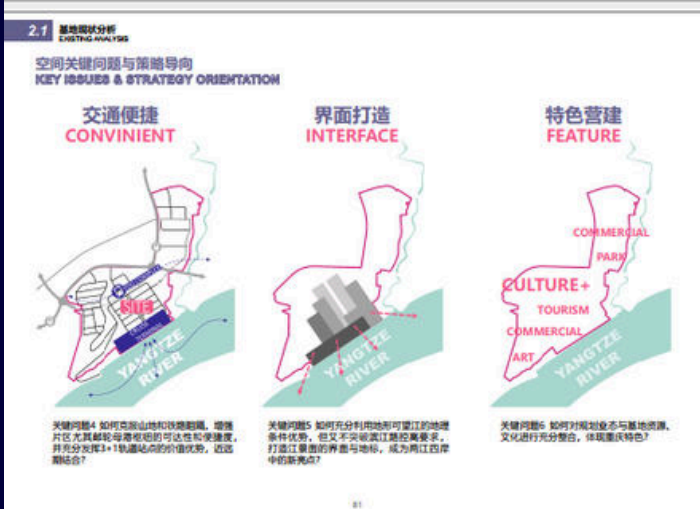 2.1 基地现状分析
EXISTING ANALYSIS
空间关键问题与策略导向
KEY ISSUES & STRATEGY ORIENTATION
交通便捷
CONVINIENT
SITE
CRUISE
TERMINAL
YANGTZE
RIVER
关键问题4 如何克服山地和铁路阻隔，增强
片区尤其邮轮母港枢纽的可达性和便捷度，
并充分发挥3+1轨道站点的价值优势，近远
期结合？
界面打造
INTERFACE
YANGTZE
RIVER
关键问题5 如何充分利用地形可望江的地理
条件优势，但又不突破滨江路控高要求，
打造江景面的界面与地标，成为两江四岸
中的新亮点？
特色营建
FEATURE
COMMERCIAL
PARK
CULTURE+
TOURISM
COMMERCIAL
ART
YANGTZE
RIVER
关键问题6 如何对规划业态与基地资源、
文化进行充分整合，体现重庆特色？
81